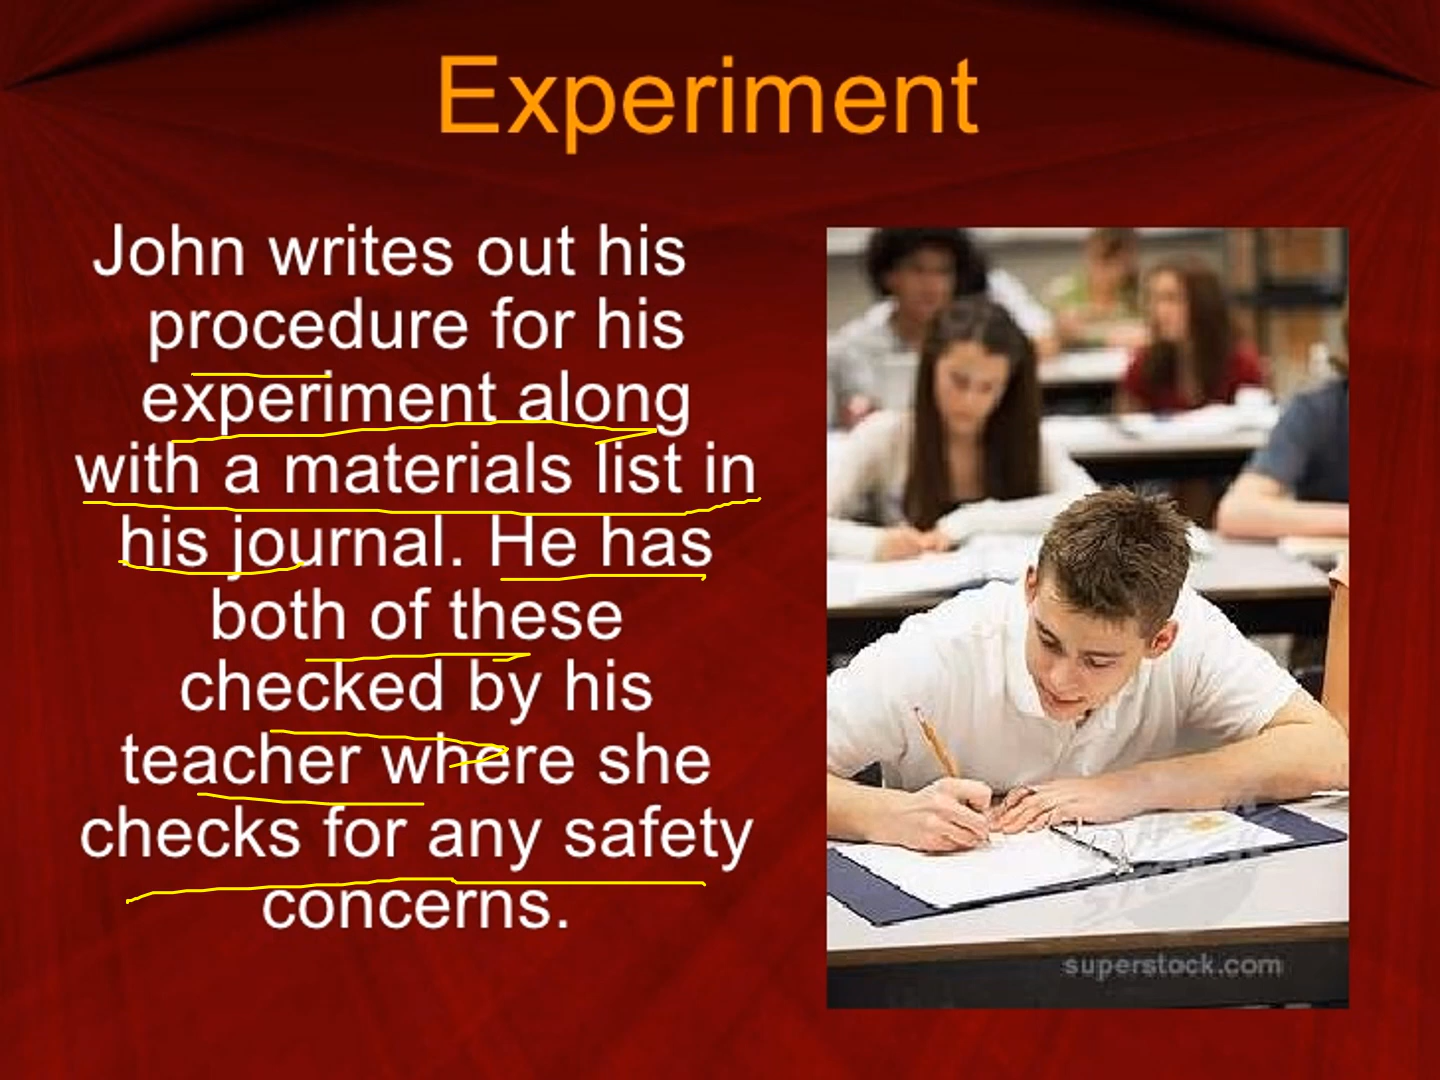 Experiment
John writes out his
procedure for his
experiment along
with a materials list in
his journal. He has
both of these
checked by his
teacher where she
checks for any safety
concerns.
superstock.com